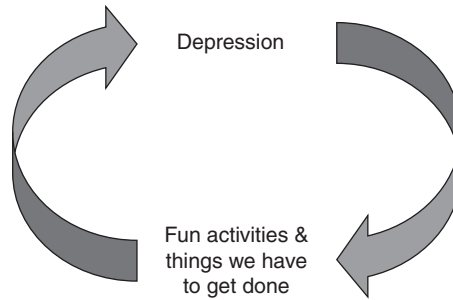 Depression
Fun activities &
things we have
to get done